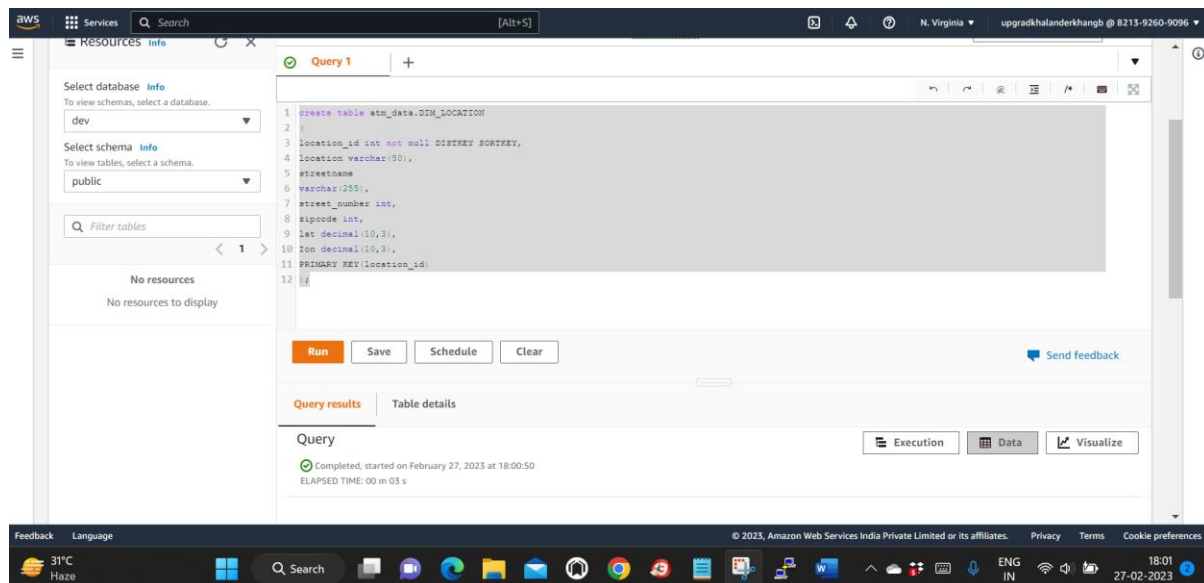 aws
Services
Search
[Alt+S]
N. Virginia
upgradkhalanderkhangb @ 8213-9260-9096
Resources Info
Query 1
Select database Info
To view schemas, select a database.
dev
Select schema Info
To view tables, select a schema.
public
Filter tables
1
No resources
No resources to display
1 create table atm_data.DIM_LOCATION
2 (
3 location_id int not null DISTKEY SORTKEY,
4 location varchar(50),
5 streetname
6 varchar(255),
7 street_number int,
8 zipcode int,
9 lat decimal(10,3),
10 Ion decimal(10,3),
11 PRIMARY KEY(location_id)
12 );
Run
Save
Schedule
Clear
Send feedback
Query results
Table details
Query
Execution
Data
Visualize
Completed, started on February 27, 2023 at 18:00:50
ELAPSED TIME: 00 m 03 s
Feedback
Language
© 2023, Amazon Web Services India Private Limited or its affiliates.
Privacy
Terms
Cookie preferences
31°C
Haze
Search
ENG
IN
18:01
27-02-2023
2